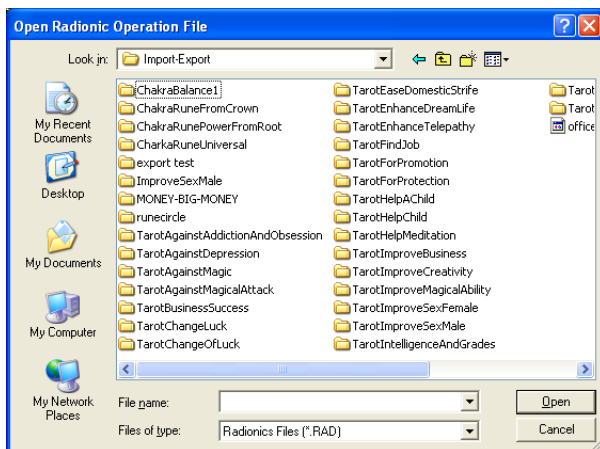 Open Radionic Operation File
Look in: Import-Export
My Recent
Documents
Desktop
My Documents
My Computer
My Network
Places
ChakraBalance1
ChakraRuneFromCrown
ChakraRunePowerFromRoot
CharkaRuneUniversal
export test
ImproveSexMale
MONEY-BIG-MONEY
runecircle
TarotAgainstAddictionAndObsession
TarotAgainstDepression
TarotAgainstMagic
TarotAgainstMagicalAttack
TarotBusinessSuccess
TarotChangeLuck
TarotChangeOfLuck
TarotEaseDomesticStrife
TarotEnhanceDreamLife
TarotEnhanceTelepathy
TarotFindJob
TarotForPromotion
TarotForProtection
TarotHelpAChild
TarotHelpChild
TarotHelpMeditation
TarotImproveBusiness
TarotImproveCreativity
TarotImproveMagicalAbility
TarotImproveSexFemale
TarotImproveSexMale
TarotIntelligenceAndGrades
Tarot
Tarot
office
File name:
Open
Files of type: Radionics Files (*.RAD)
Cancel